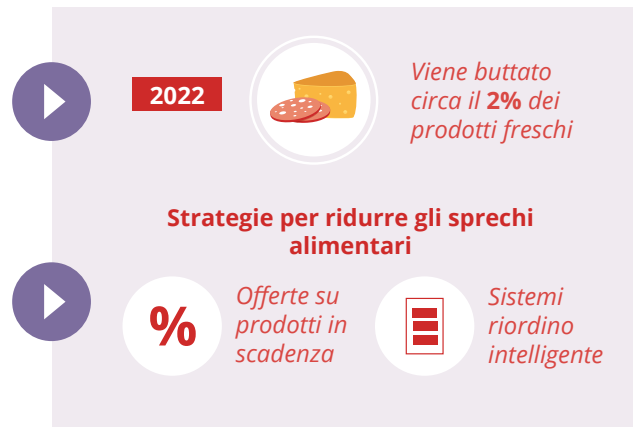 2022
Viene buttato
circa il 2% dei
prodotti freschi
Strategie per ridurre gli sprechi
alimentari
%
Offerte su
prodotti in
scadenza
Sistemi
riordino
intelligente